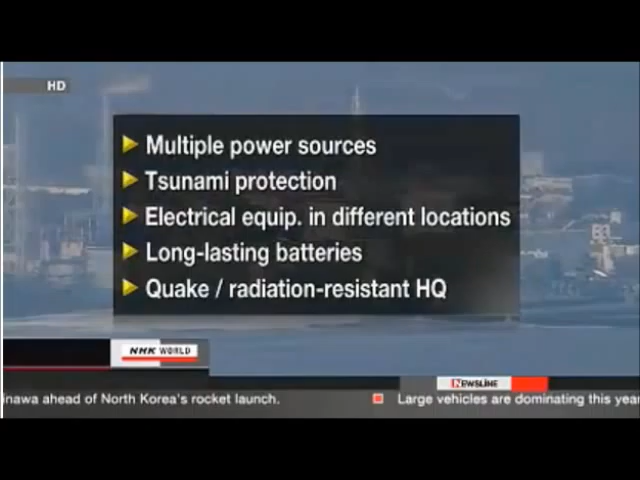 HD
Multiple power sources
Tsunami protection
Electrical equip. in different locations
Long-lasting batteries
Quake / radiation-resistant HQ
NHK WORLD
NEWSLINE
inawa ahead of North Korea's rocket launch.
Large vehicles are dominating this year